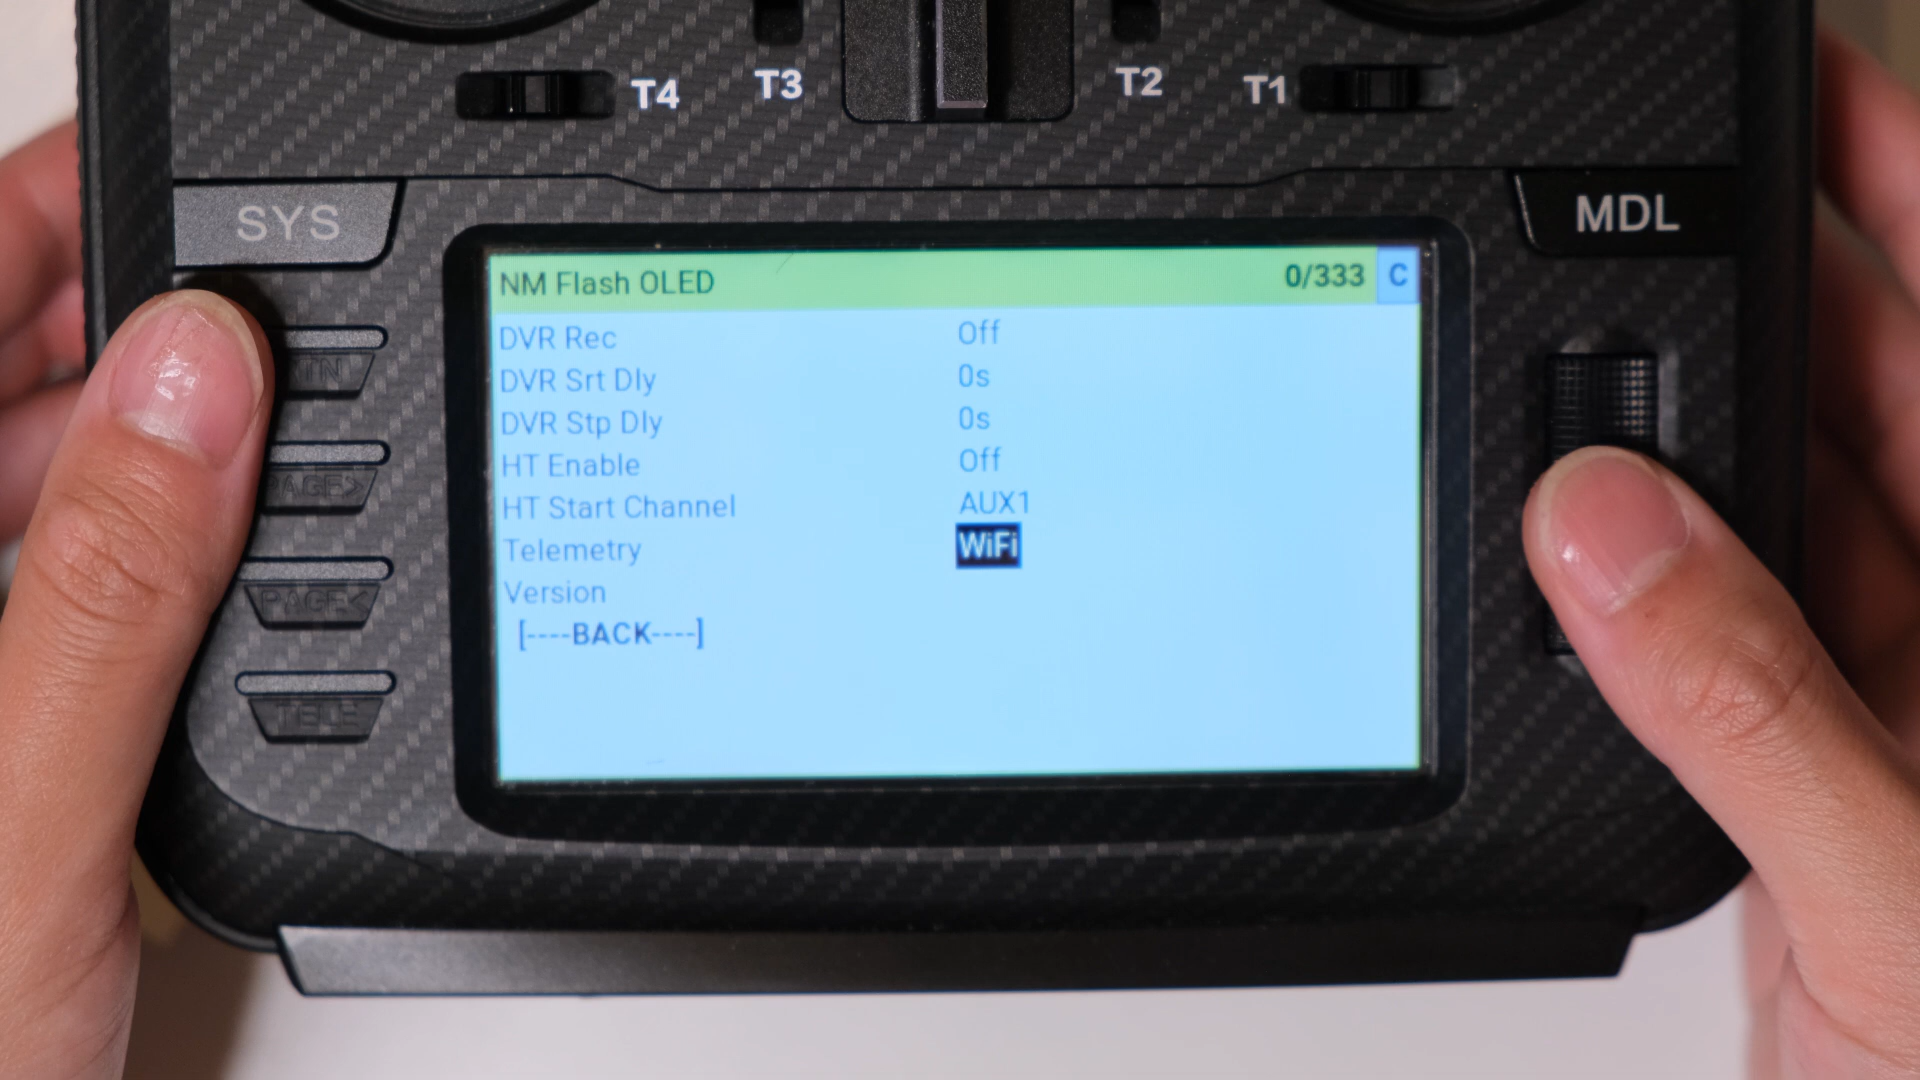 T4 T3 T2 T1
SYS
MDL
NM Flash OLED 0/333 C
DVR Rec Off
DVR Srt Dly 0s
DVR Stp Dly 0s
HT Enable Off
HT Start Channel AUX1
Telemetry WiFi
Version
[----BACK----]
PAGE>
PAGE<
TELE